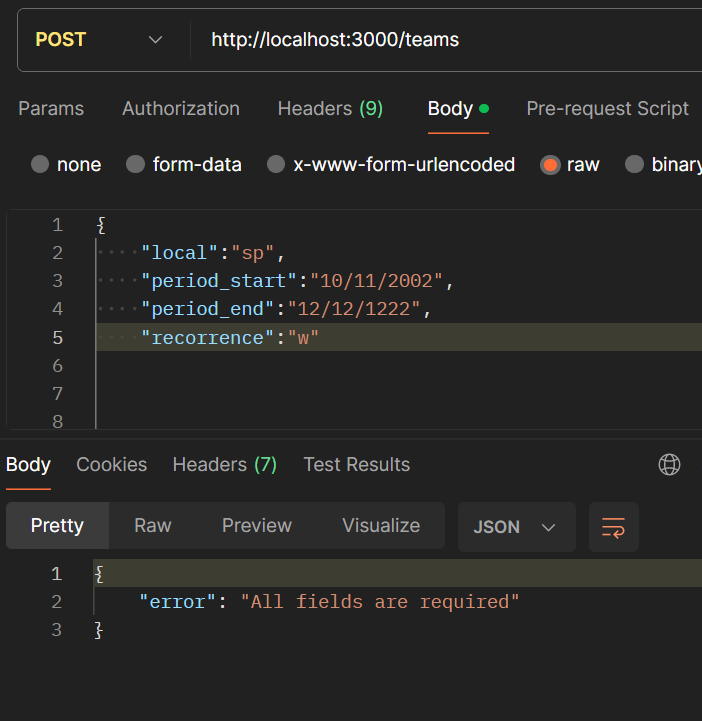 POST http://localhost:3000/teams
Params Authorization Headers (9) Body Pre-request Script
none form-data x-www-form-urlencoded raw binary
1 {
2 "local":"sp",
3 "period_start":"10/11/2002",
4 "period_end":"12/12/1222",
5 "recorrence":"w"
6
7
8
Body Cookies Headers (7) Test Results
Pretty Raw Preview Visualize JSON
1 {
2 "error": "All fields are required"
3 }